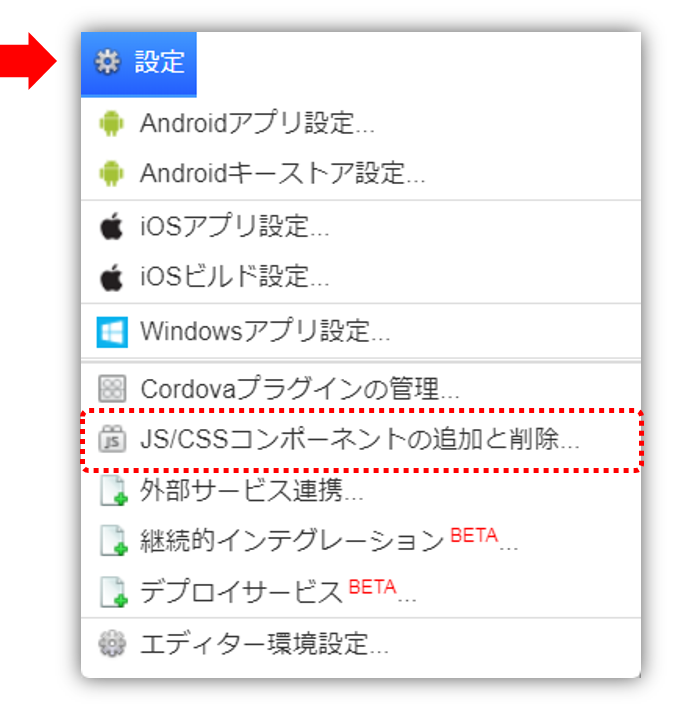 設定
Androidアプリ設定...
Androidキーストア設定...
iOSアプリ設定...
iOSビルド設定...
Windowsアプリ設定...
Cordovaプラグインの管理...
JS JS/CSSコンポーネントの追加と削除...
外部サービス連携...
継続的インテグレーション BETA...
デプロイサービス BETA...
エディター環境設定...